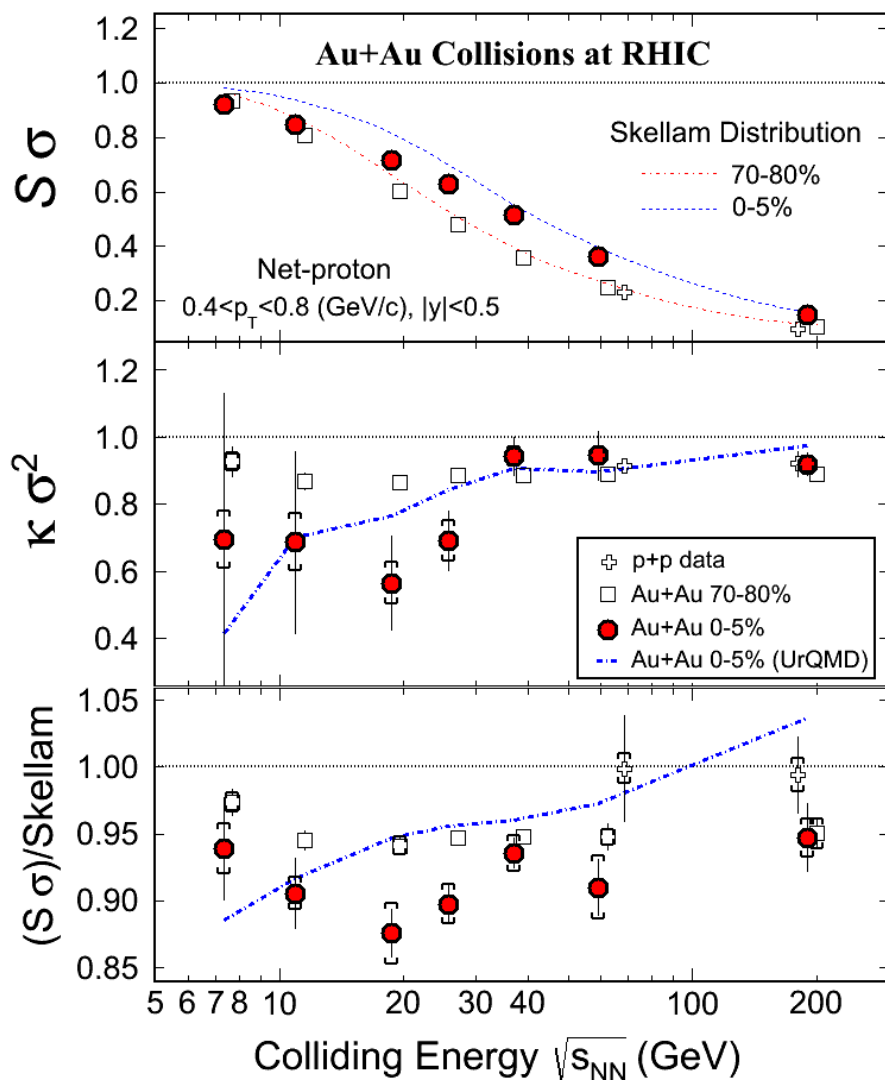 Au+Au Collisions at RHIC
S σ
1.2
1.0
0.8
0.6
0.4
0.2
Skellam Distribution
70-80%
0-5%
Net-proton
0.4<p_T<0.8 (GeV/c), |y|<0.5
κ σ²
1.2
1.0
0.8
0.6
0.4
p+p data
Au+Au 70-80%
Au+Au 0-5%
Au+Au 0-5% (UrQMD)
(S σ)/Skellam
1.05
1.00
0.95
0.90
0.85
5 6 7 8 10 20 30 40 100 200
Colliding Energy √s_NN (GeV)